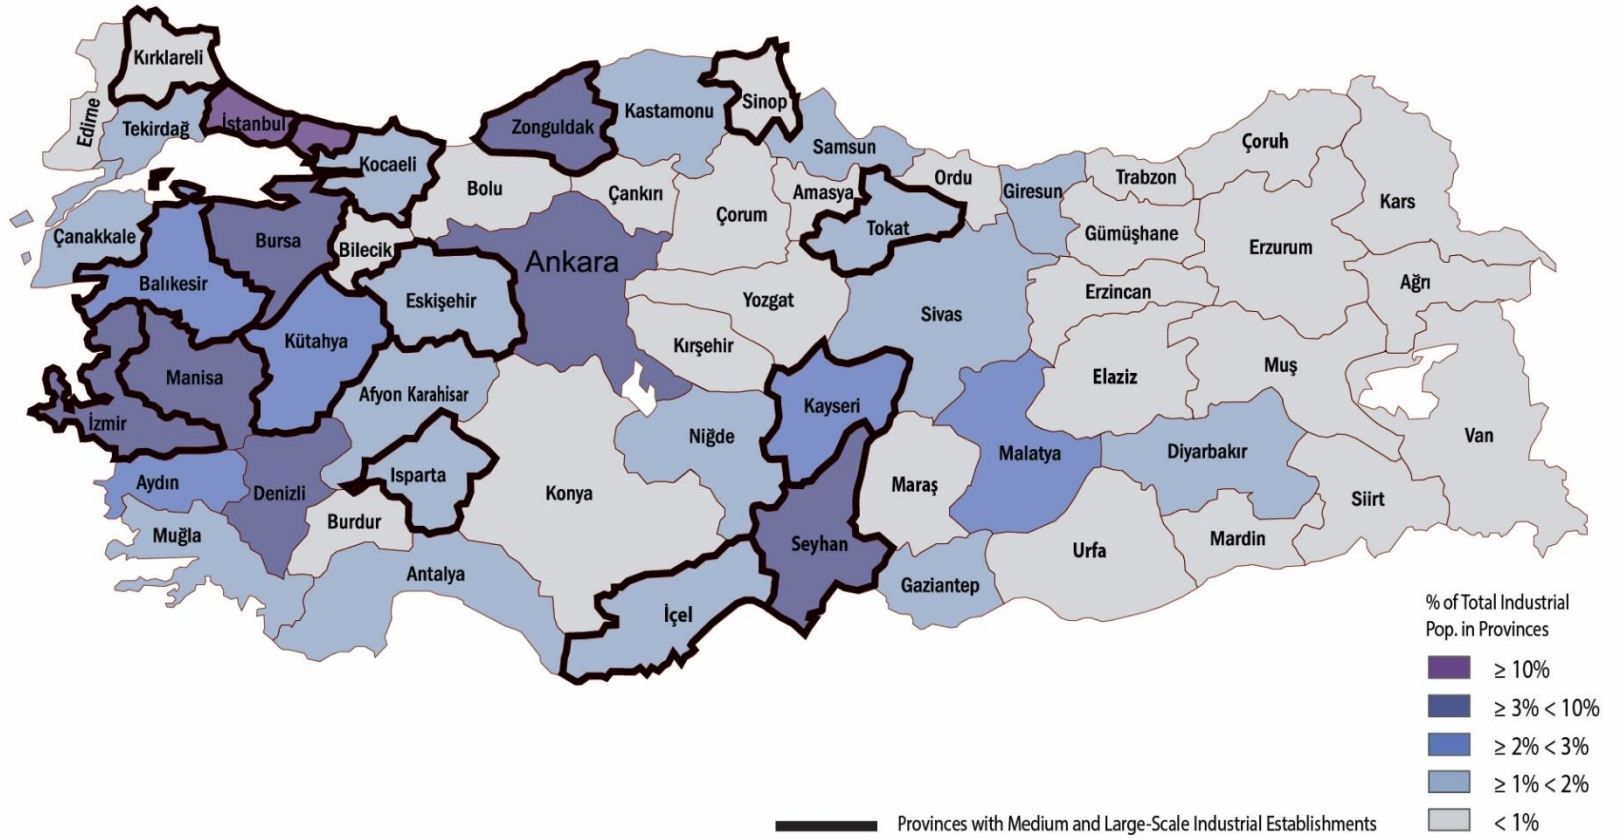 Kırklareli
Edirne
Tekirdağ
İstanbul
Kocaeli
Zonguldak
Kastamonu
Sinop
Samsun
Bolu
Çankırı
Çorum
Amasya
Tokat
Ordu
Giresun
Trabzon
Gümüşhane
Çoruh
Kars
Erzurum
Ağrı
Erzincan
Çanakkale
Balıkesir
Bursa
Bilecik
Eskişehir
Ankara
Yozgat
Kırşehir
Sivas
Kütahya
Manisa
İzmir
Afyon Karahisar
Kayseri
Niğde
Malatya
Elaziz
Muş
Van
Diyarbakır
Siirt
Mardin
Urfa
Maraş
Gaziantep
Seyhan
İçel
Konya
Isparta
Burdur
Denizli
Aydın
Muğla
Antalya
% of Total Industrial
Pop. in Provinces
≥ 10%
≥ 3% < 10%
≥ 2% < 3%
≥ 1% < 2%
< 1%
Provinces with Medium and Large-Scale Industrial Establishments